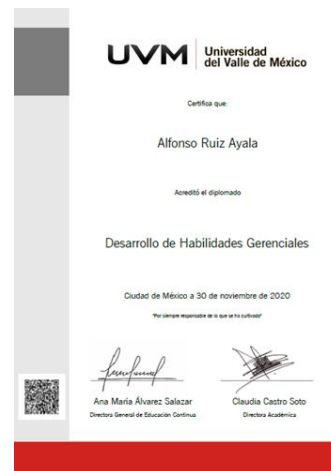 UVM
Universidad
del Valle de México
Certifica que:
Alfonso Ruiz Ayala
Acreditó el diplomado
Desarrollo de Habilidades Gerenciales
Ciudad de México a 30 de noviembre de 2020
"Por siempre responsable de lo que se ha cultivado"
Ana María Álvarez Salazar
Directora General de Educación Continua
Claudia Castro Soto
Directora Académica